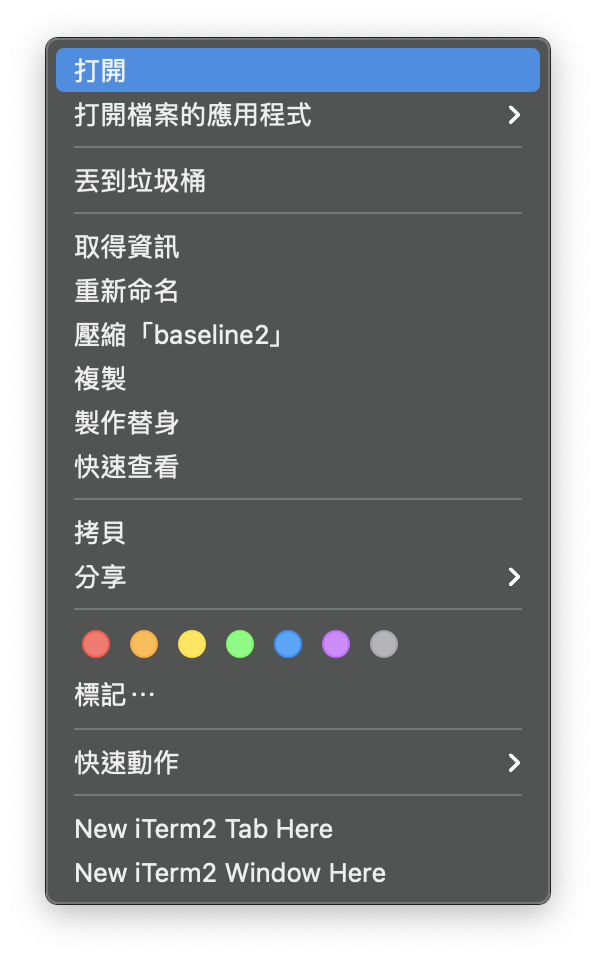 打開
打開檔案的應用程式
丟到垃圾桶
取得資訊
重新命名
壓縮「baseline2」
複製
製作替身
快速查看
拷貝
分享
標記⋯
快速動作
New iTerm2 Tab Here
New iTerm2 Window Here